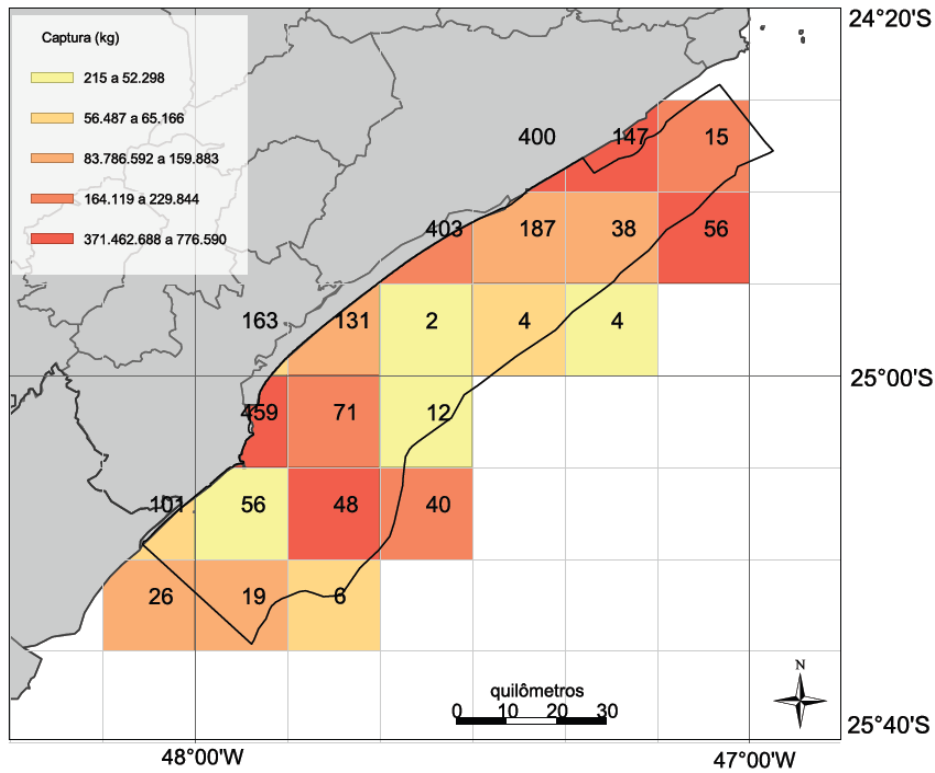 24°20'S
Captura (kg)
215 a 52.298
56.487 a 65.166
83.786.592 a 159.883
164.119 a 229.844
371.462.688 a 776.590
400 147 15
403 187 38 56
163 131 2 4 4
25°00'S
459 71 12
101 56 48 40
26 19 6
N
quilômetros
0 10 20 30
25°40'S
48°00'W 47°00'W